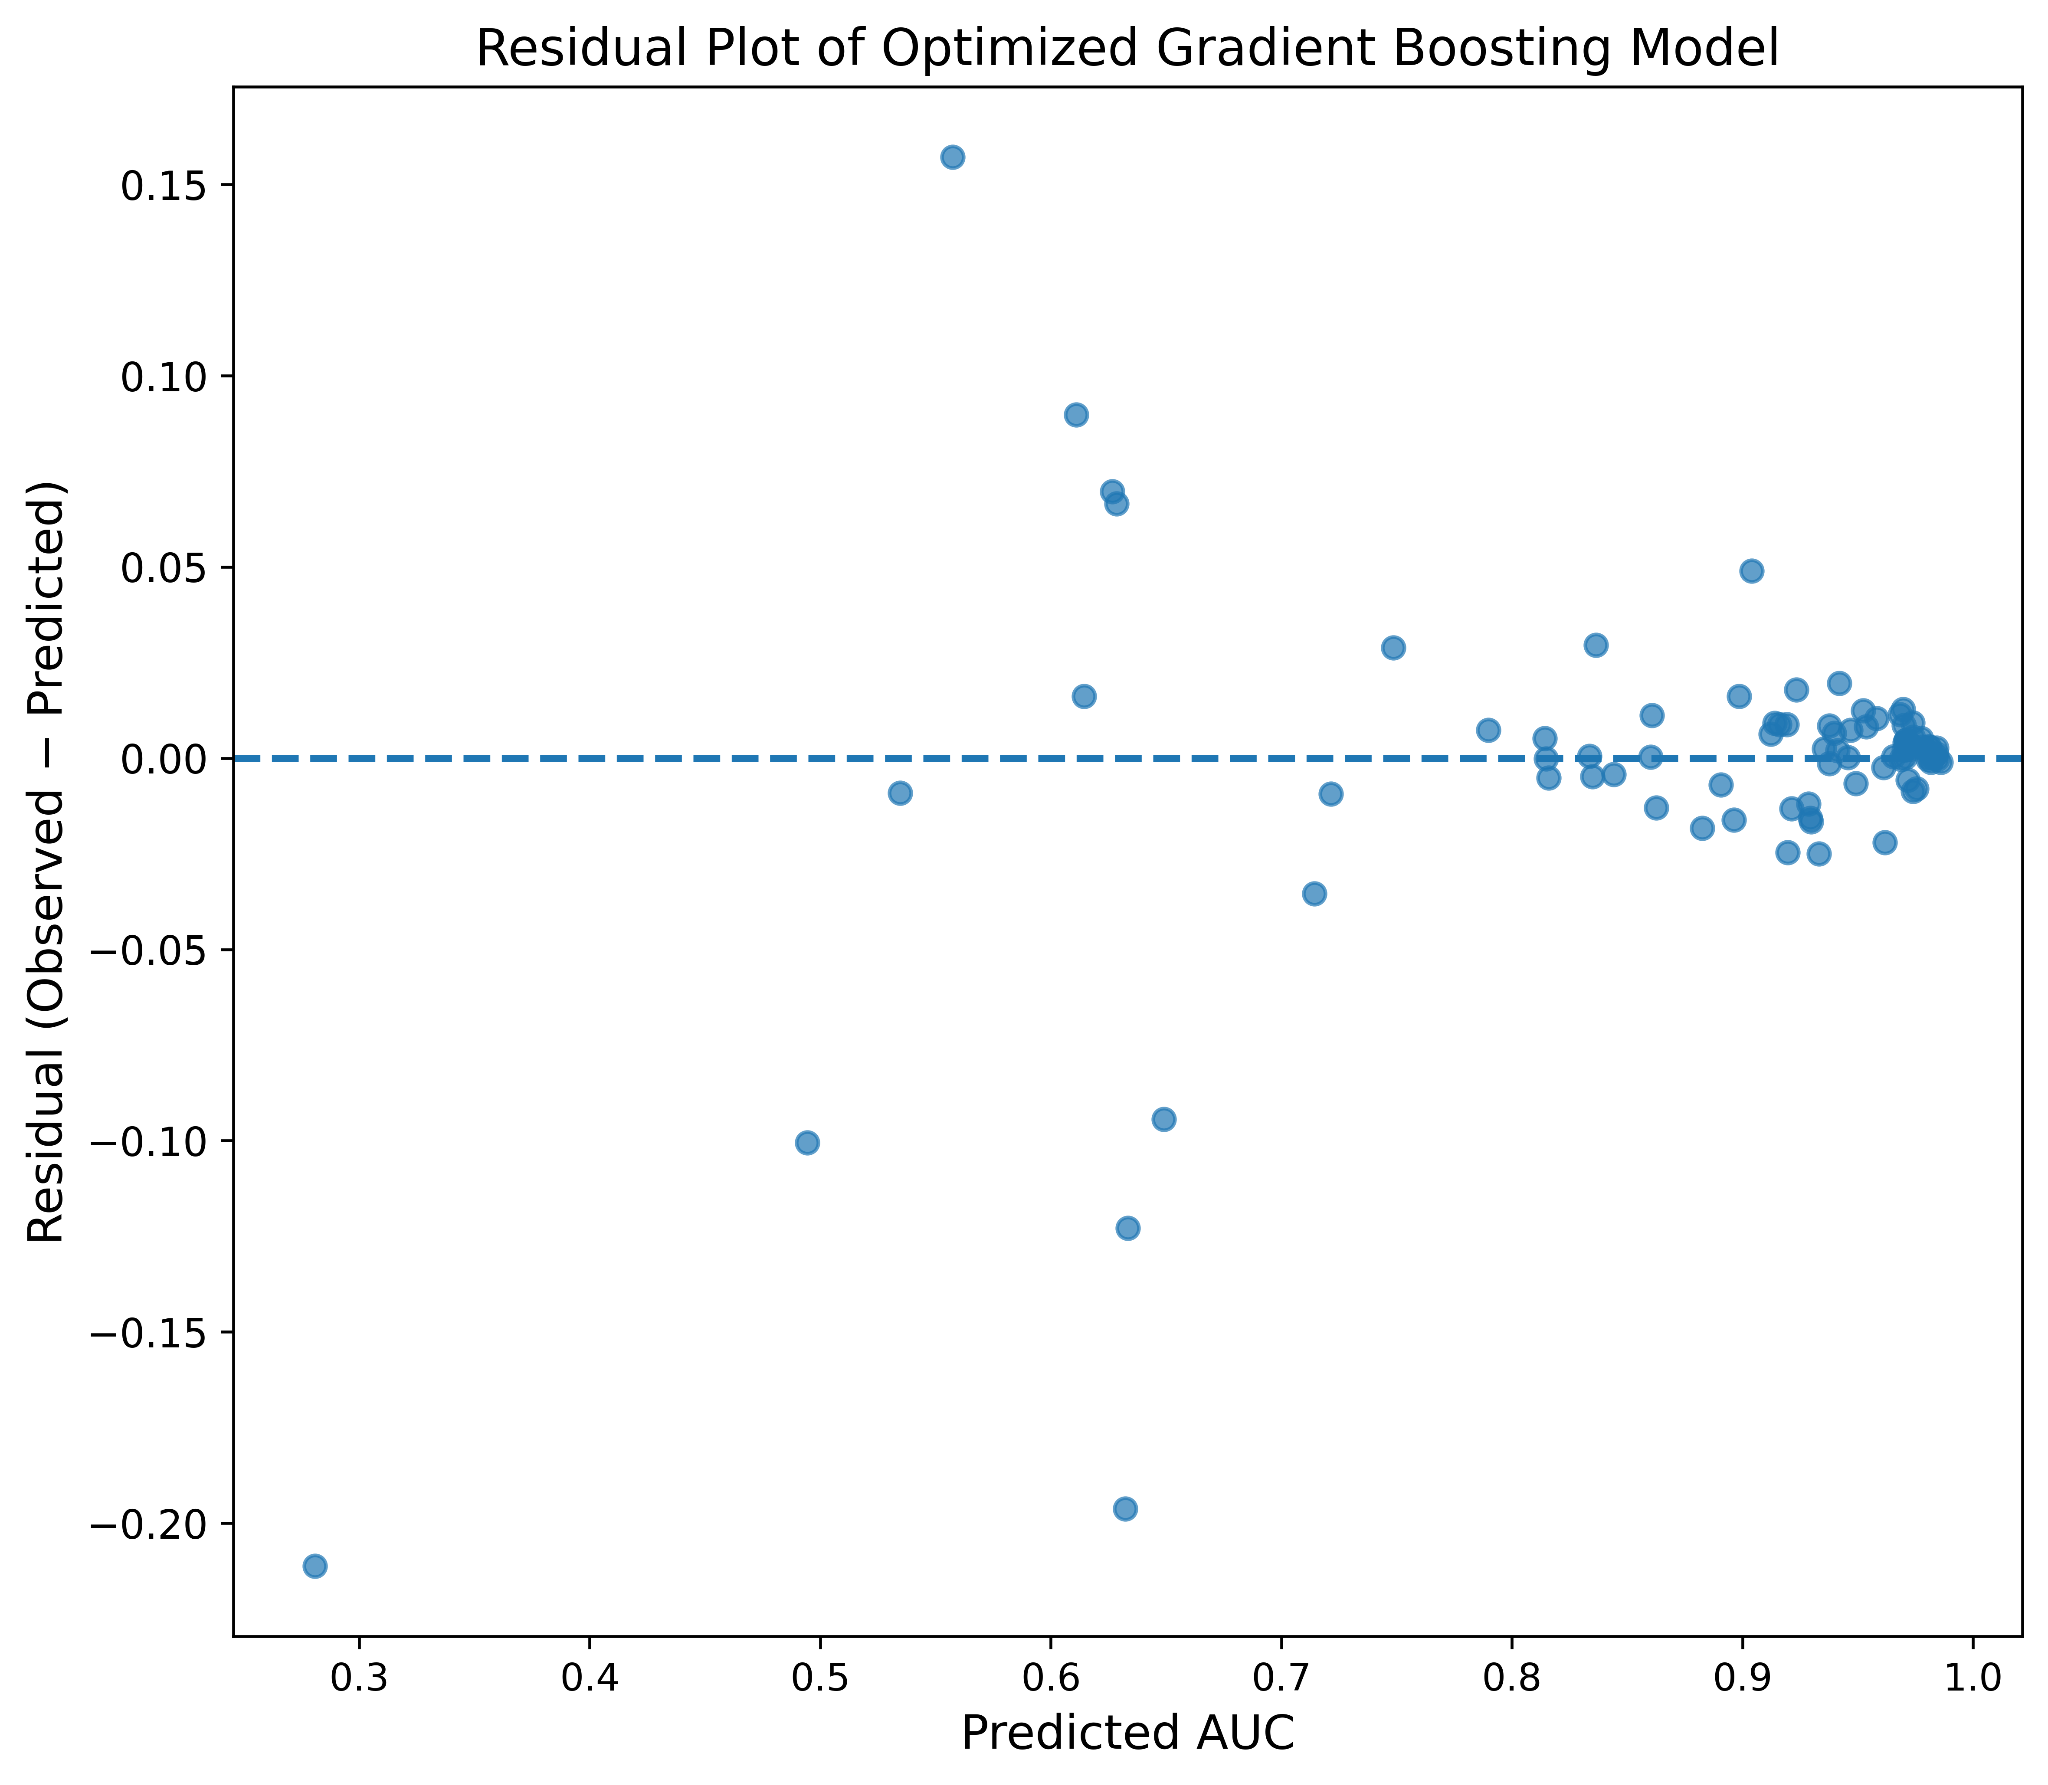 Residual Plot of Optimized Gradient Boosting Model
Residual (Observed − Predicted)
0.15
0.10
0.05
0.00
−0.05
−0.10
−0.15
−0.20
0.3 0.4 0.5 0.6 0.7 0.8 0.9 1.0
Predicted AUC